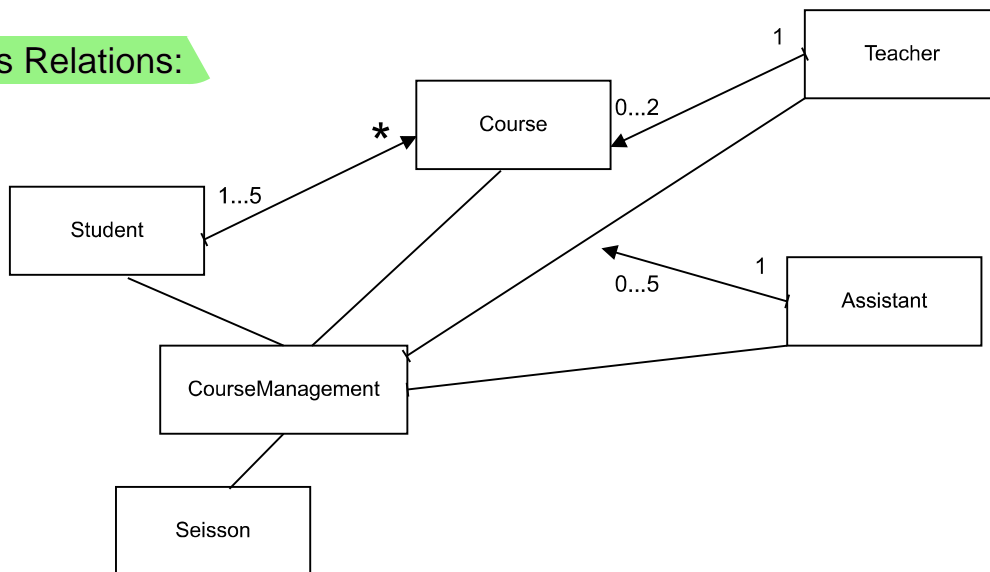 s Relations:
1
Teacher
0...2
Course
*
1...5
Student
1
0...5
Assistant
CourseManagement
Seisson